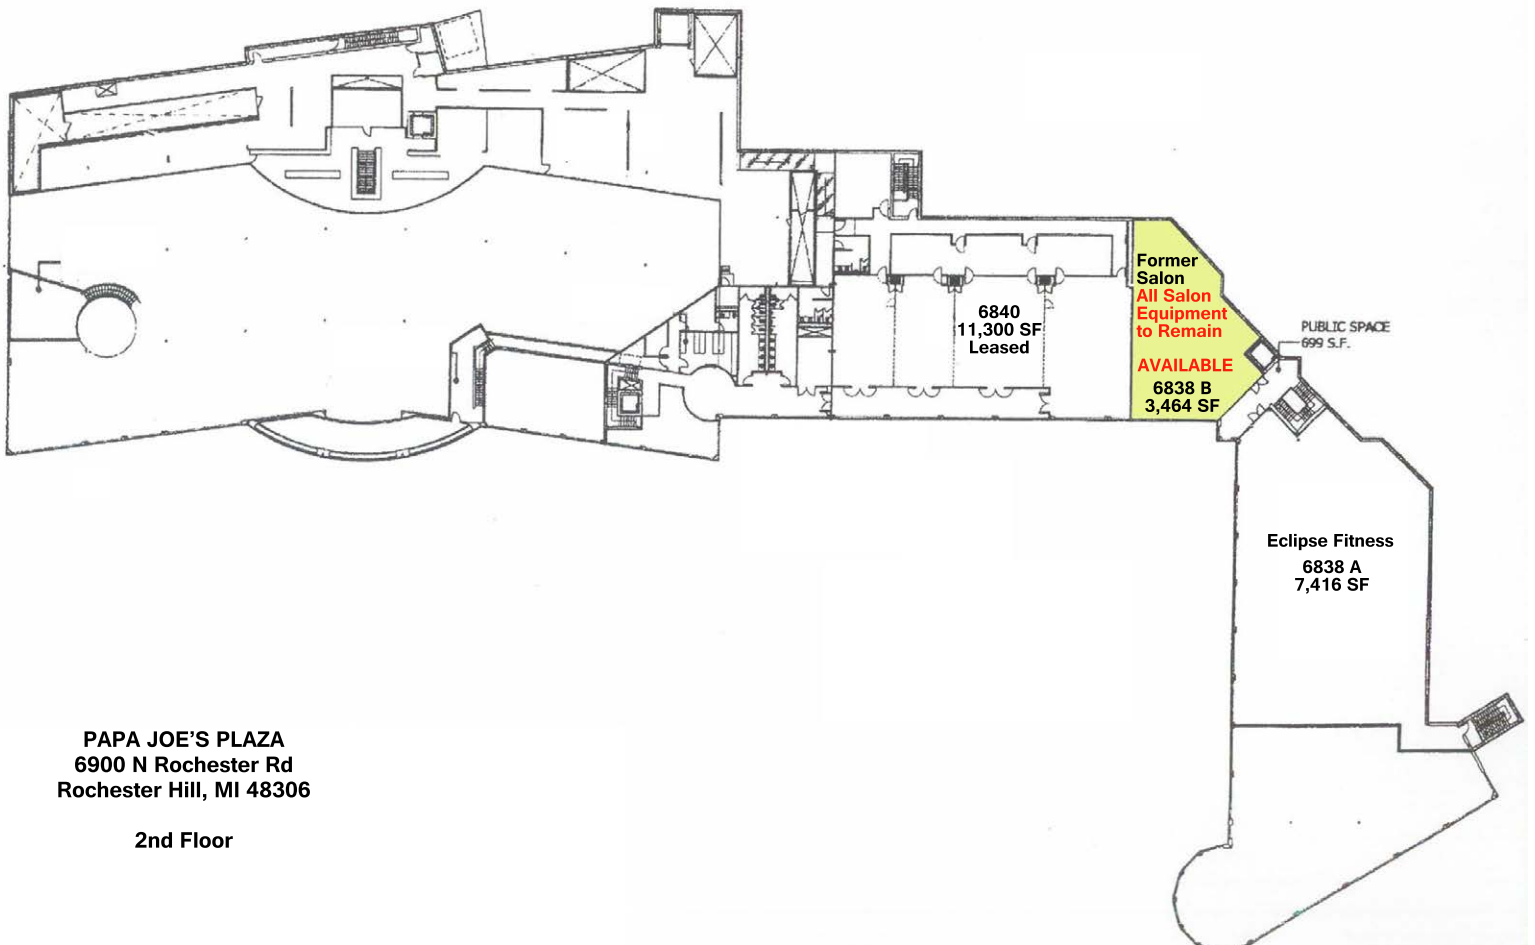 Former
Salon
All Salon
Equipment
to Remain
AVAILABLE
6838 B
3,464 SF
6840
11,300 SF
Leased
PUBLIC SPACE
699 S.F.
Eclipse Fitness
6838 A
7,416 SF
PAPA JOE'S PLAZA
6900 N Rochester Rd
Rochester Hill, MI 48306
2nd Floor